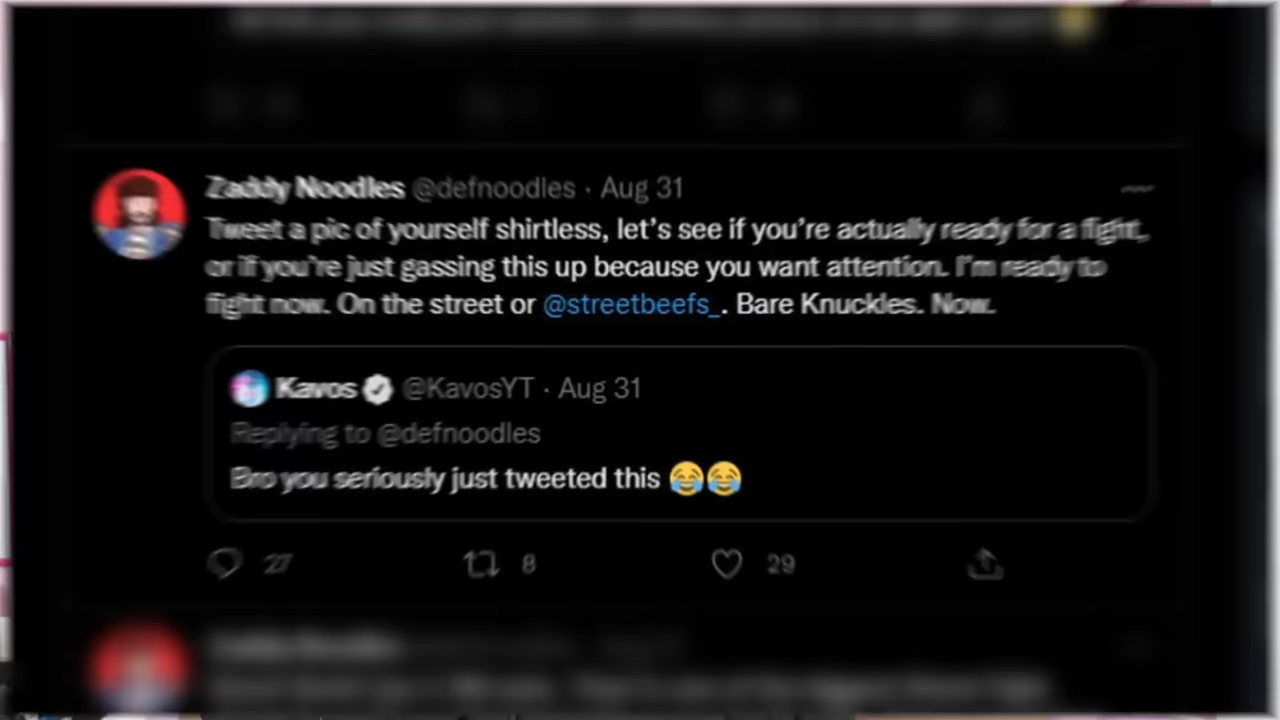 Zaddy Noodles @defnoodles · Aug 31
Tweet a pic of yourself shirtless, let's see if you're actually ready for a fight,
or if you're just gassing this up because you want attention. I'm ready to
fight now. On the street or @streetbeefs_. Bare Knuckles. Now.
Kavos @KavosYT · Aug 31
Replying to @defnoodles
Bro you seriously just tweeted this 😂😂
27 8 29